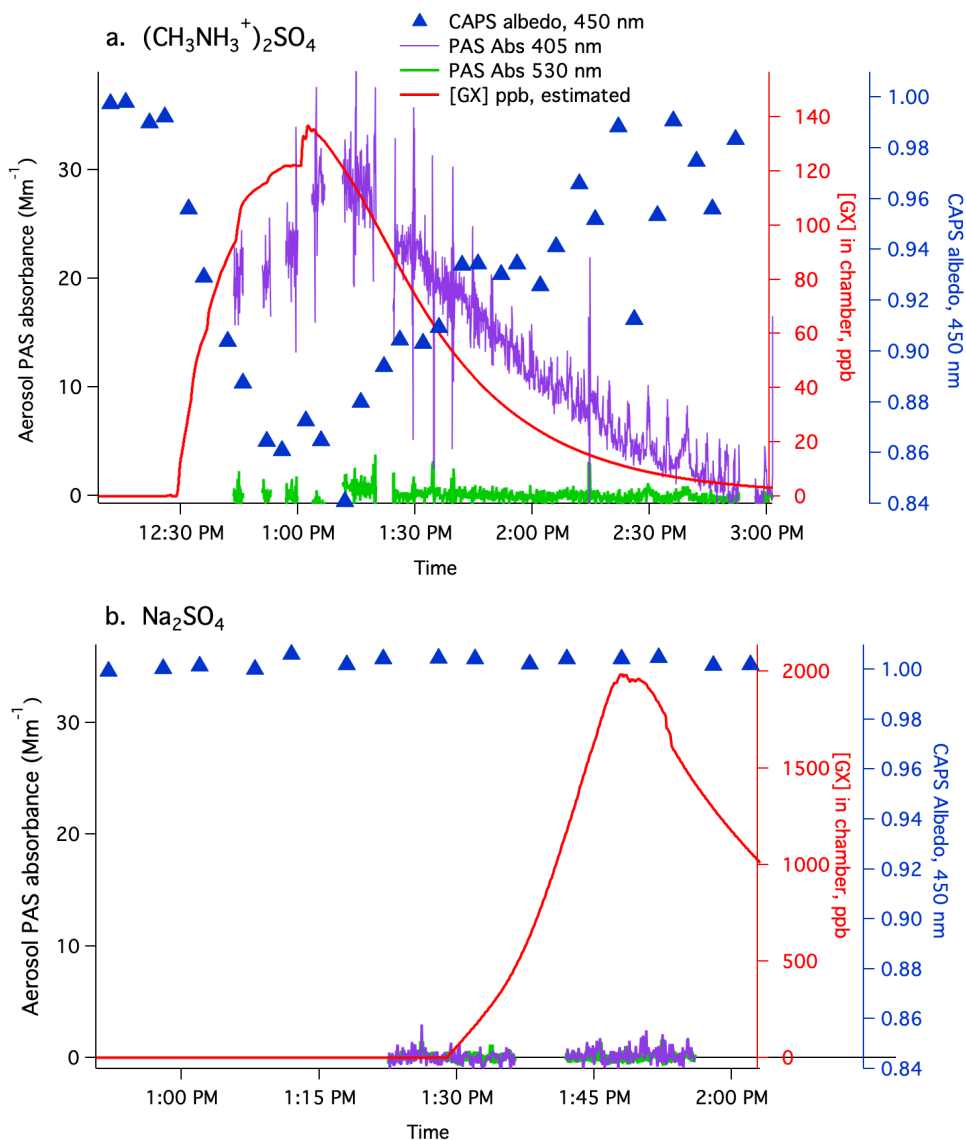 a. (CH₃NH₃⁺)₂SO₄
CAPS albedo, 450 nm
PAS Abs 405 nm
PAS Abs 530 nm
[GX] ppb, estimated
Aerosol PAS absorbance (Mm⁻¹)
30
20
10
0
140
120
100
80
60
40
20
0
[GX] in chamber, ppb
1.00
0.98
0.96
0.94
0.92
0.90
0.88
0.86
0.84
CAPS albedo, 450 nm
12:30 PM 1:00 PM 1:30 PM 2:00 PM 2:30 PM 3:00 PM
Time
b. Na₂SO₄
Aerosol PAS absorbance (Mm⁻¹)
30
20
10
0
2000
1500
1000
500
0
[GX] in chamber, ppb
1.00
0.98
0.96
0.94
0.92
0.90
0.88
0.86
0.84
CAPS Albedo, 450 nm
1:00 PM 1:15 PM 1:30 PM 1:45 PM 2:00 PM
Time